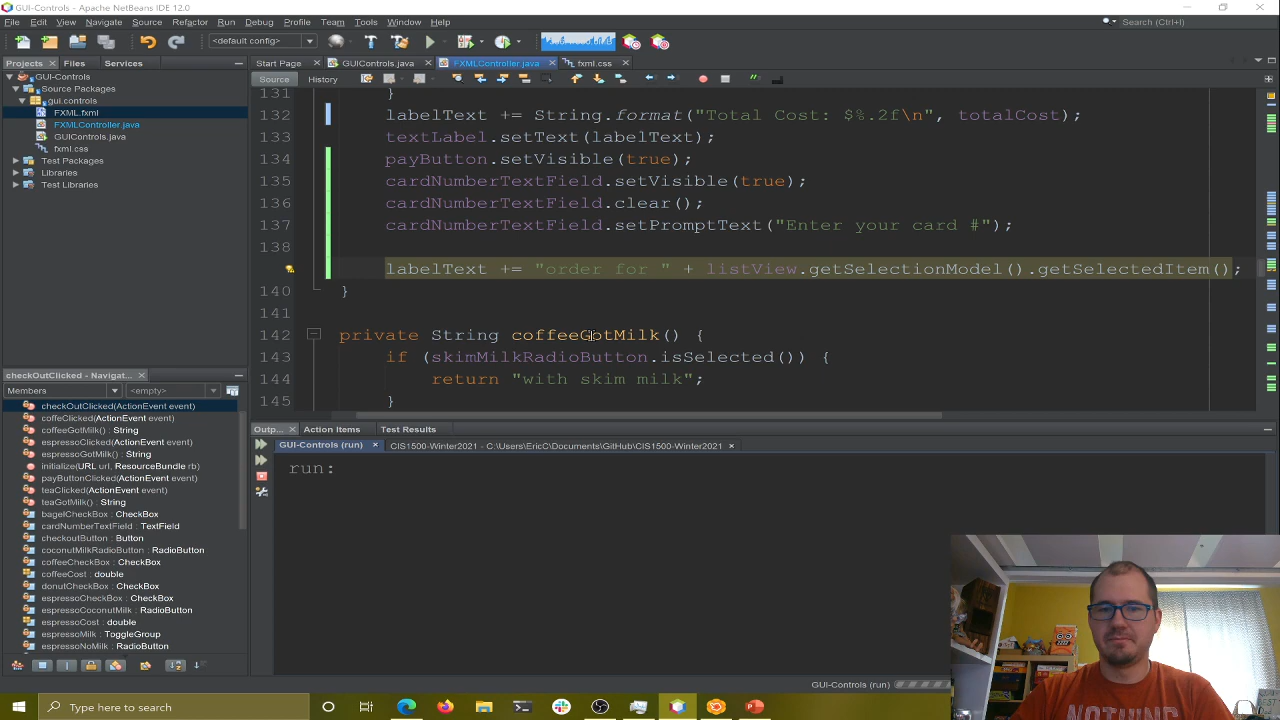 GUI-Controls - Apache NetBeans IDE 12.0
File Edit View Navigate Source Refactor Run Debug Profile Team Tools Window Help
Search (Ctrl+I)
<default config>
Projects Files Services
Start Page GUIControls.java FXMLController.java fxml.css
Source History
GUI-Controls
Source Packages
gui.controls
FXML.fxml
FXMLController.java
GUIControls.java
fxml.css
Test Packages
Libraries
Test Libraries
131 }
132 labelText += String.format("Total Cost: $%.2f\n", totalCost);
133 textLabel.setText(labelText);
134 payButton.setVisible(true);
135 cardNumberTextField.setVisible(true);
136 cardNumberTextField.clear();
137 cardNumberTextField.setPromptText("Enter your card #");
138
labelText += "order for " + listView.getSelectionModel().getSelectedItem();
140 }
141
142 private String coffeeGotMilk() {
143 if (skimMilkRadioButton.isSelected()) {
144 return "with skim milk";
145 }
checkOutClicked - Navigat...
Members <empty>
checkOutClicked(ActionEvent event)
coffeClicked(ActionEvent event)
coffeeGotMilk() : String
espressoClicked(ActionEvent event)
espressoGotMilk() : String
initialize(URL url, ResourceBundle rb)
payButtonClicked(ActionEvent event)
teaClicked(ActionEvent event)
teaGotMilk() : String
bagelCheckBox : CheckBox
cardNumberTextField : TextField
checkoutButton : Button
coconutMilkRadioButton : RadioButton
coffeeCheckBox : CheckBox
coffeeCost : double
donutCheckBox : CheckBox
espressoCheckBox : CheckBox
espressoCoconutMilk : RadioButton
espressoCost : double
espressoMilk : ToggleGroup
espressoNoMilk : RadioButton
Outp... Action Items Test Results
GUI-Controls (run) CIS1500-Winter2021 - C:\Users\EricC\Documents\GitHub\CIS1500-Winter2021
run:
GUI-Controls (run)
Type here to search
NOTHING